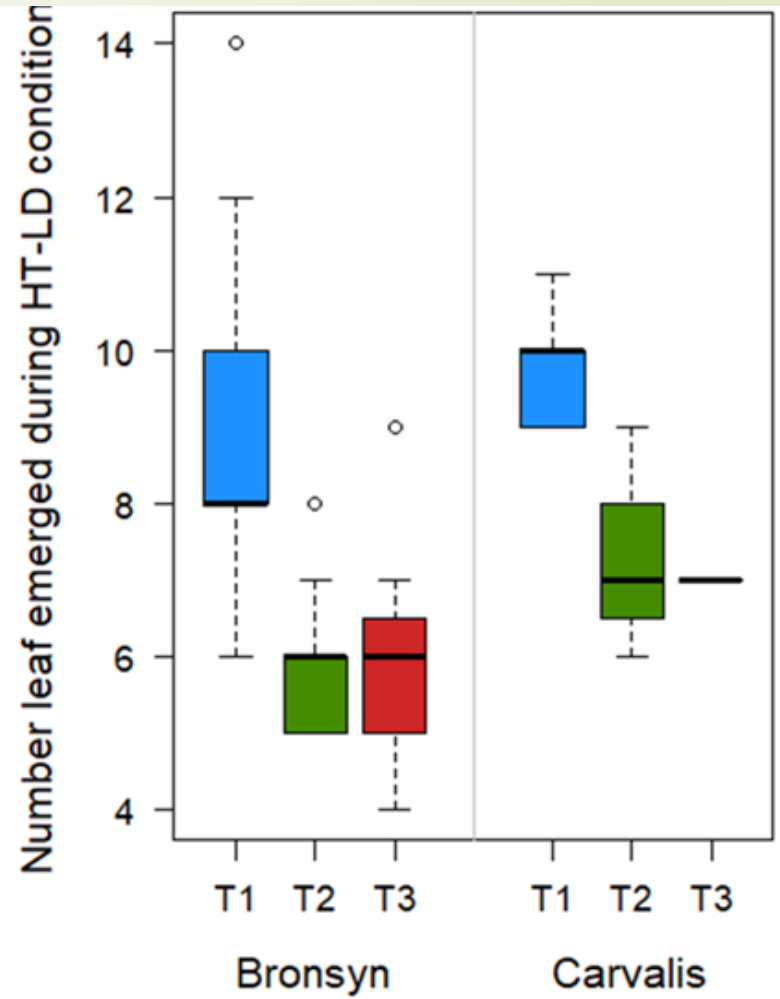 Number leaf emerged during HT-LD condition
14
12
10
8
6
4
T1 T2 T3 T1 T2 T3
Bronsyn Carvalis